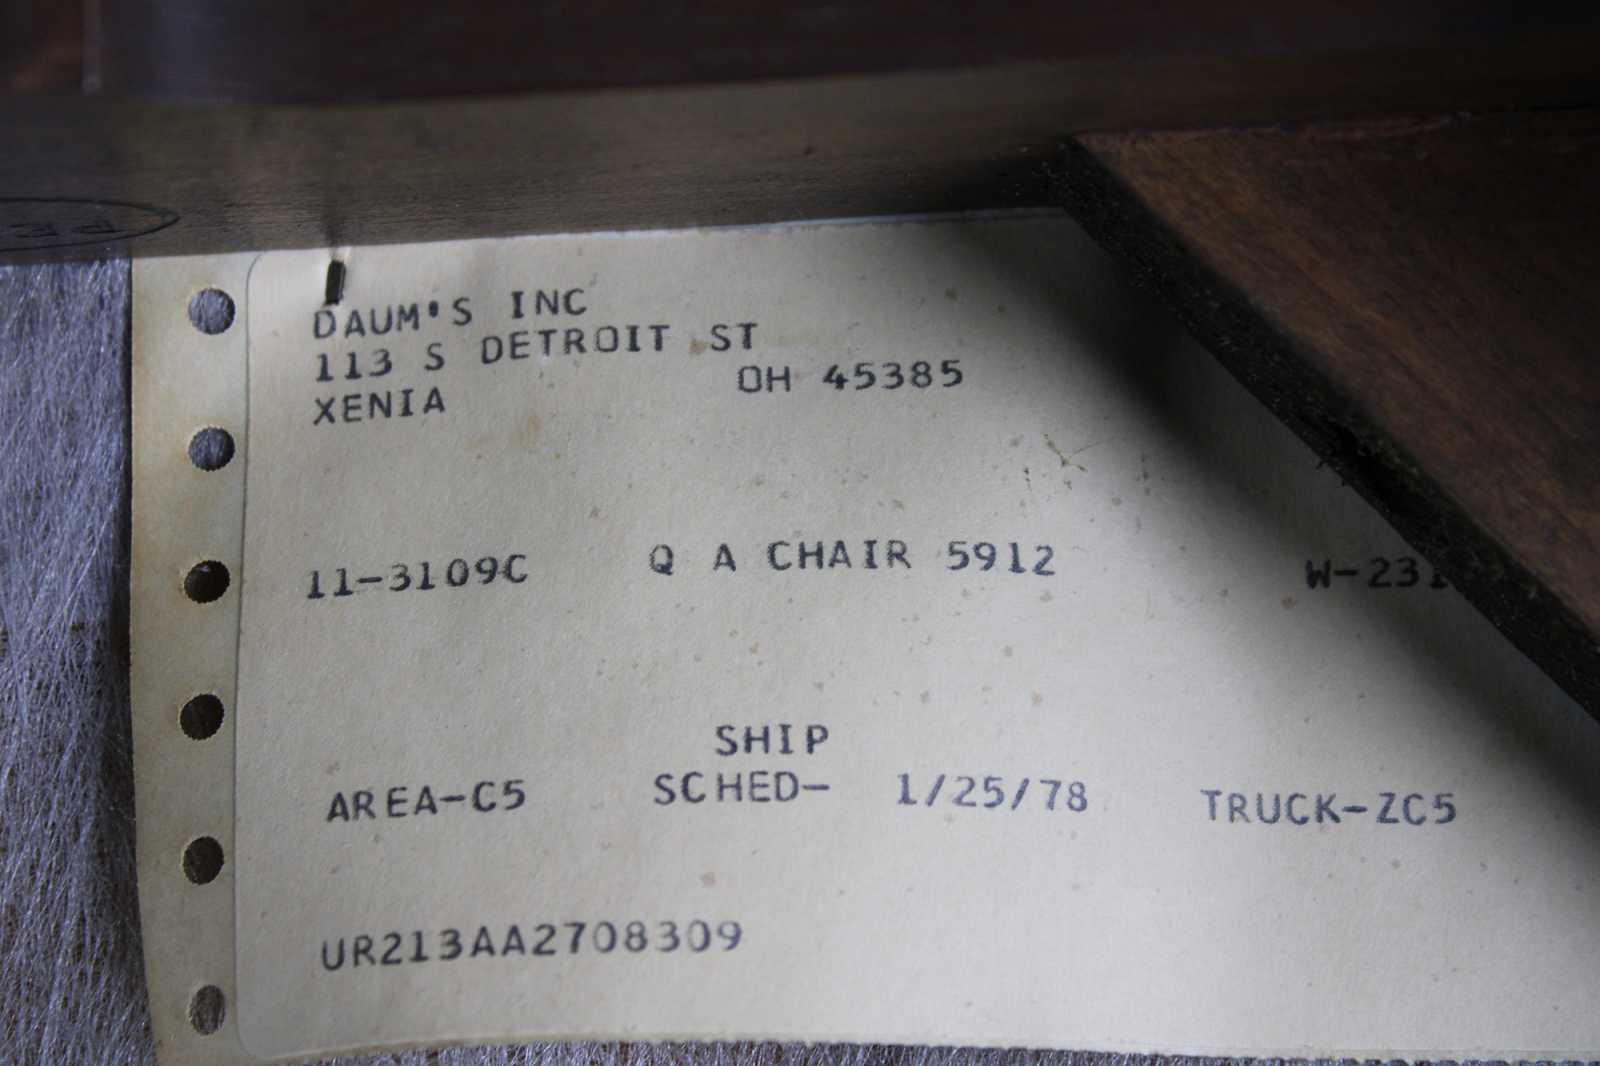 DAUM'S INC
113 S DETROIT ST
XENIA OH 45385
11-3109C Q A CHAIR 5912
SHIP
AREA-C5 SCHED- 1/25/78 TRUCK-ZC5
UR213AA2708309